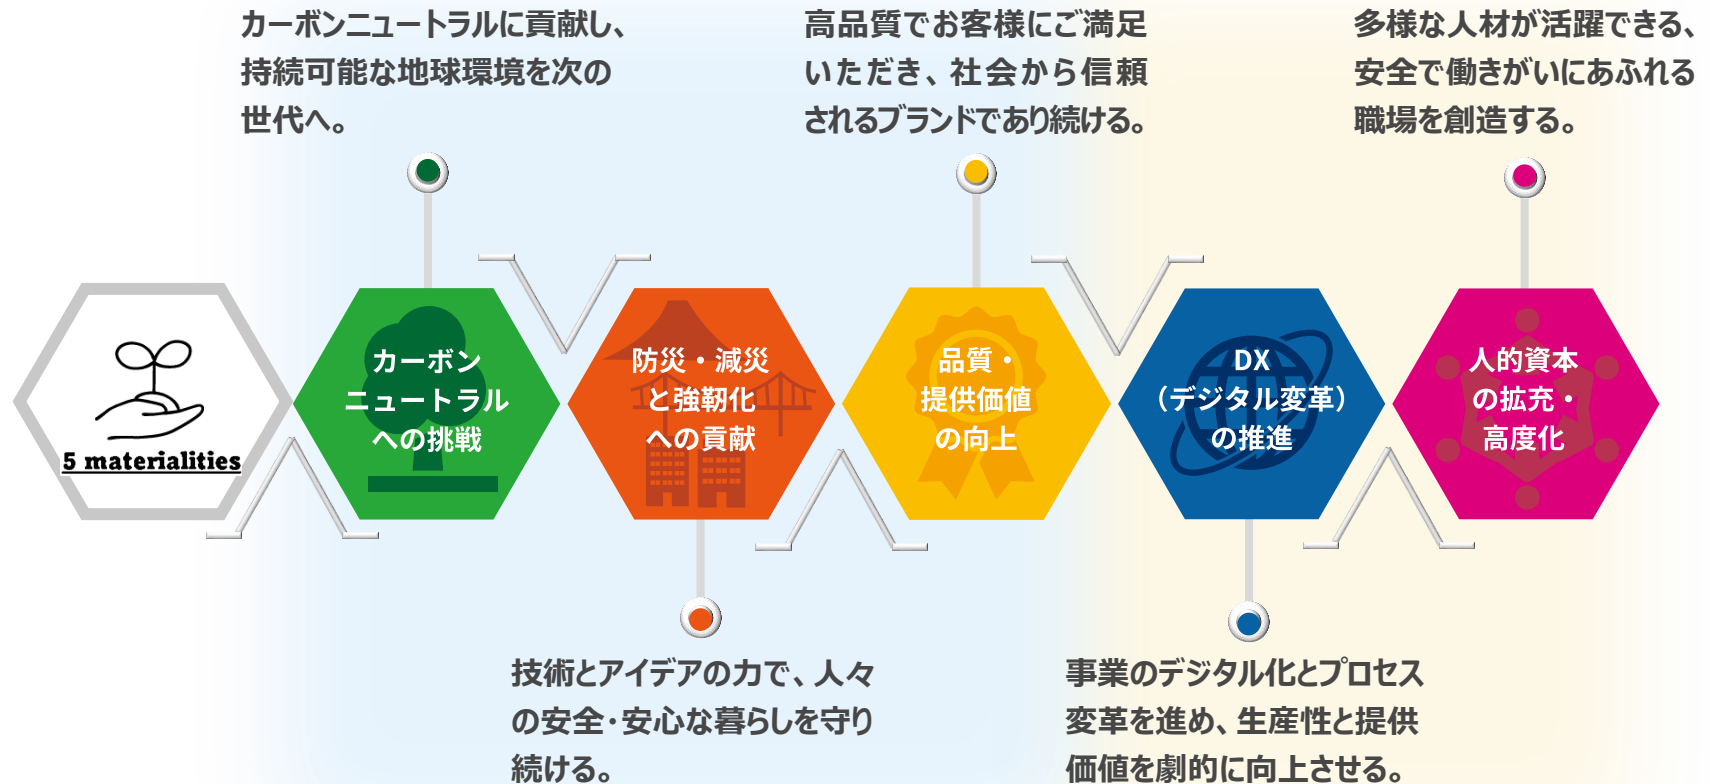 カーボンニュートラルに貢献し、
持続可能な地球環境を次の
世代へ。
高品質でお客様にご満足
いただき、社会から信頼
されるブランドであり続ける。
多様な人材が活躍できる、
安全で働きがいにあふれる
職場を創造する。
5 materialities
カーボン
ニュートラル
への挑戦
防災・減災
と強靭化
への貢献
品質・
提供価値
の向上
DX
（デジタル変革）
の推進
人的資本
の拡充・
高度化
技術とアイデアの力で、人々
の安全・安心な暮らしを守り
続ける。
事業のデジタル化とプロセス
変革を進め、生産性と提供
価値を劇的に向上させる。